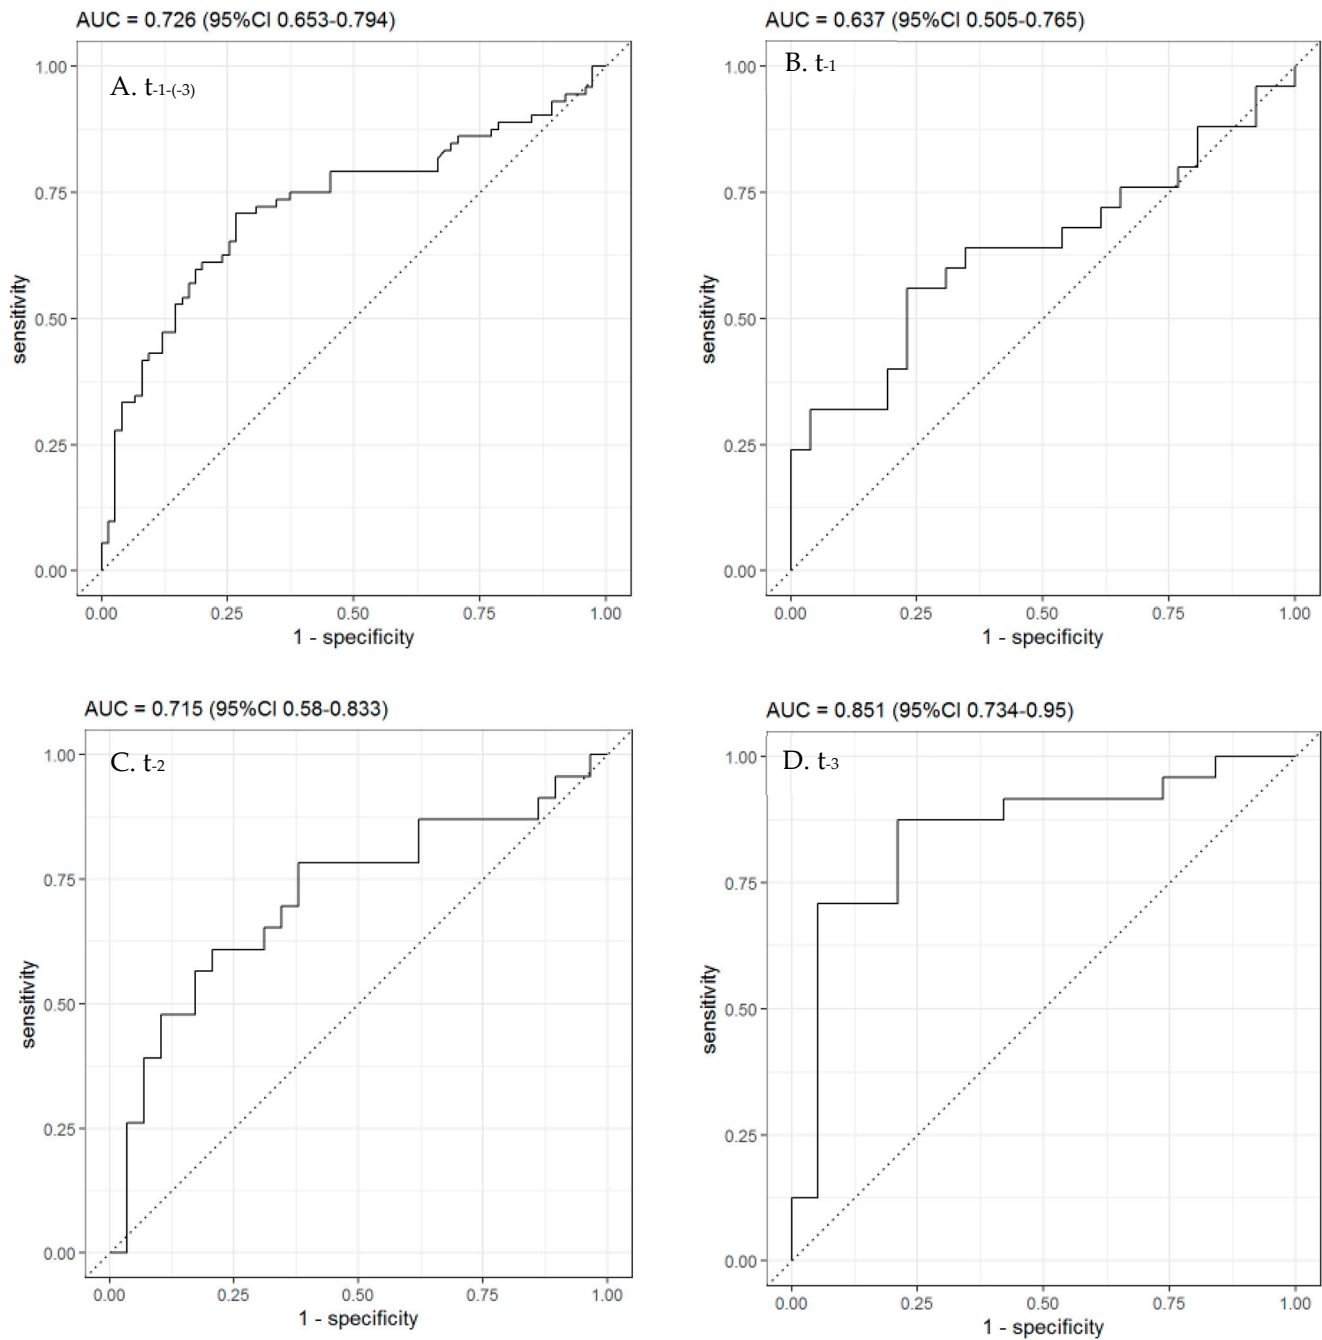 AUC = 0.726 (95%CI 0.653-0.794)
A. t-1-(-3)
1.00
0.75
0.50
0.25
0.00
sensitivity
0.00 0.25 0.50 0.75 1.00
1 - specificity
AUC = 0.637 (95%CI 0.505-0.765)
B. t-1
1.00
0.75
0.50
0.25
0.00
sensitivity
0.00 0.25 0.50 0.75 1.00
1 - specificity
AUC = 0.715 (95%CI 0.58-0.833)
C. t-2
1.00
0.75
0.50
0.25
0.00
sensitivity
0.00 0.25 0.50 0.75 1.00
1 - specificity
AUC = 0.851 (95%CI 0.734-0.95)
D. t-3
1.00
0.75
0.50
0.25
0.00
sensitivity
0.00 0.25 0.50 0.75 1.00
1 - specificity